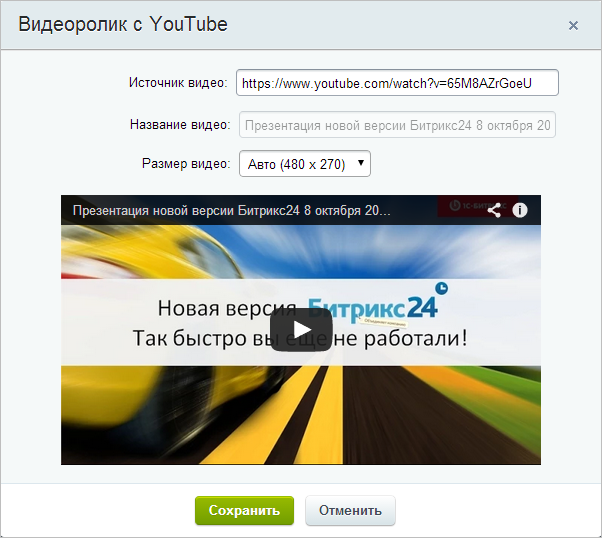 Видеоролик с YouTube
Источник видео: https://www.youtube.com/watch?v=65M8AZrGoeU
Название видео: Презентация новой версии Битрикс24 8 октября 20
Размер видео: Авто (480 x 270)
Презентация новой версии Битрикс24 8 октября 20...
1С-БИТРИКС
Новая версия Битрикс24
Так быстро вы еще не работали!
Сохранить Отменить